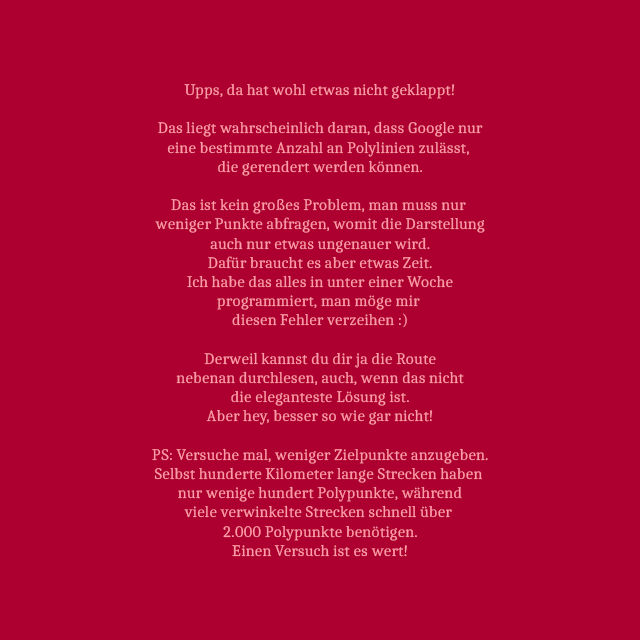 Upps, da hat wohl etwas nicht geklappt!
Das liegt wahrscheinlich daran, dass Google nur
eine bestimmte Anzahl an Polylinien zulässt,
die gerendert werden können.
Das ist kein großes Problem, man muss nur
weniger Punkte abfragen, womit die Darstellung
auch nur etwas ungenauer wird.
Dafür braucht es aber etwas Zeit.
Ich habe das alles in unter einer Woche
programmiert, man möge mir
diesen Fehler verzeihen :)
Derweil kannst du dir ja die Route
nebenan durchlesen, auch, wenn das nicht
die eleganteste Lösung ist.
Aber hey, besser so wie gar nicht!
PS: Versuche mal, weniger Zielpunkte anzugeben.
Selbst hunderte Kilometer lange Strecken haben
nur wenige hundert Polypunkte, während
viele verwinkelte Strecken schnell über
2.000 Polypunkte benötigen.
Einen Versuch ist es wert!